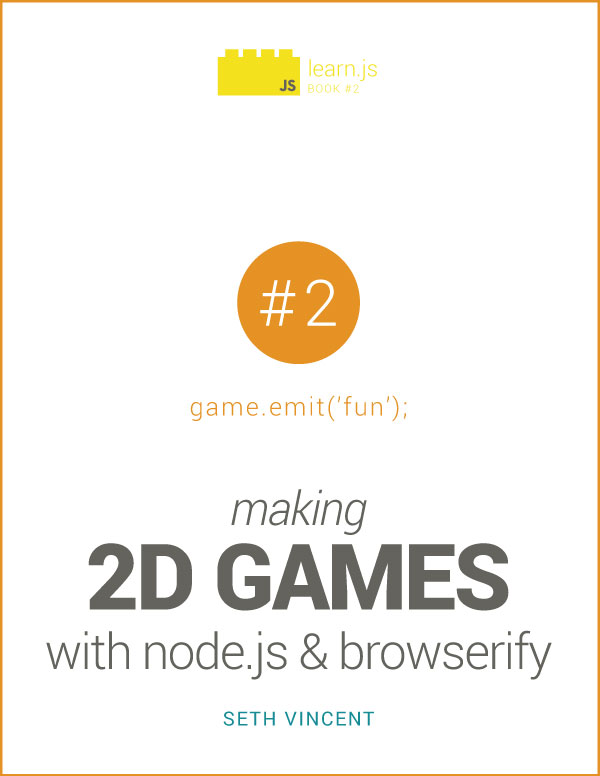 JS
learn.js
BOOK #2
#2
game.emit('fun');
making
2D GAMES
with node.js & browserify
SETH VINCENT